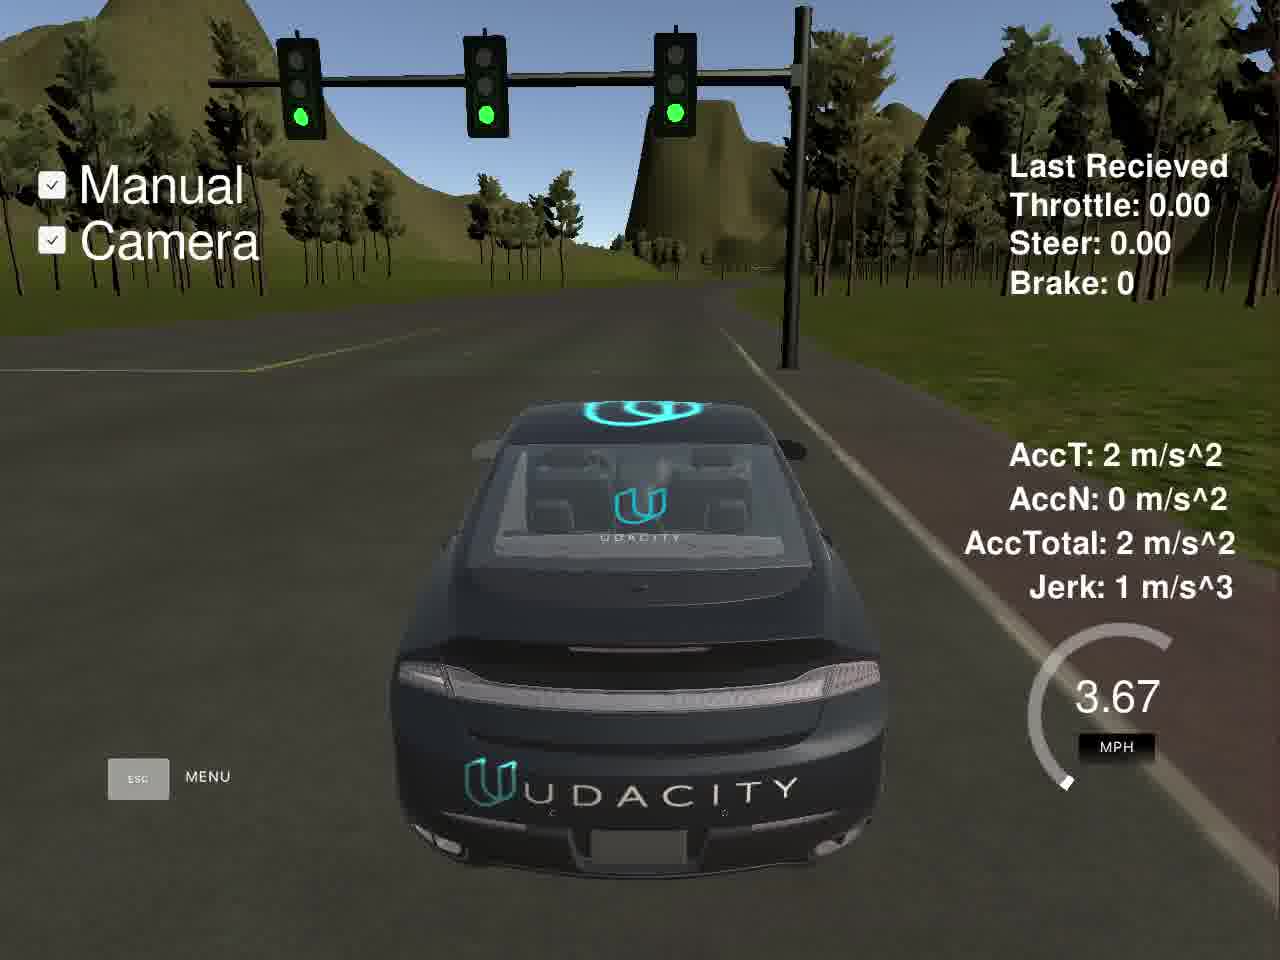 Manual
Camera
Last Recieved
Throttle: 0.00
Steer: 0.00
Brake: 0
AccT: 2 m/s^2
AccN: 0 m/s^2
AccTotal: 2 m/s^2
Jerk: 1 m/s^3
UDACITY
3.67
MPH
ESC MENU
UDACITY